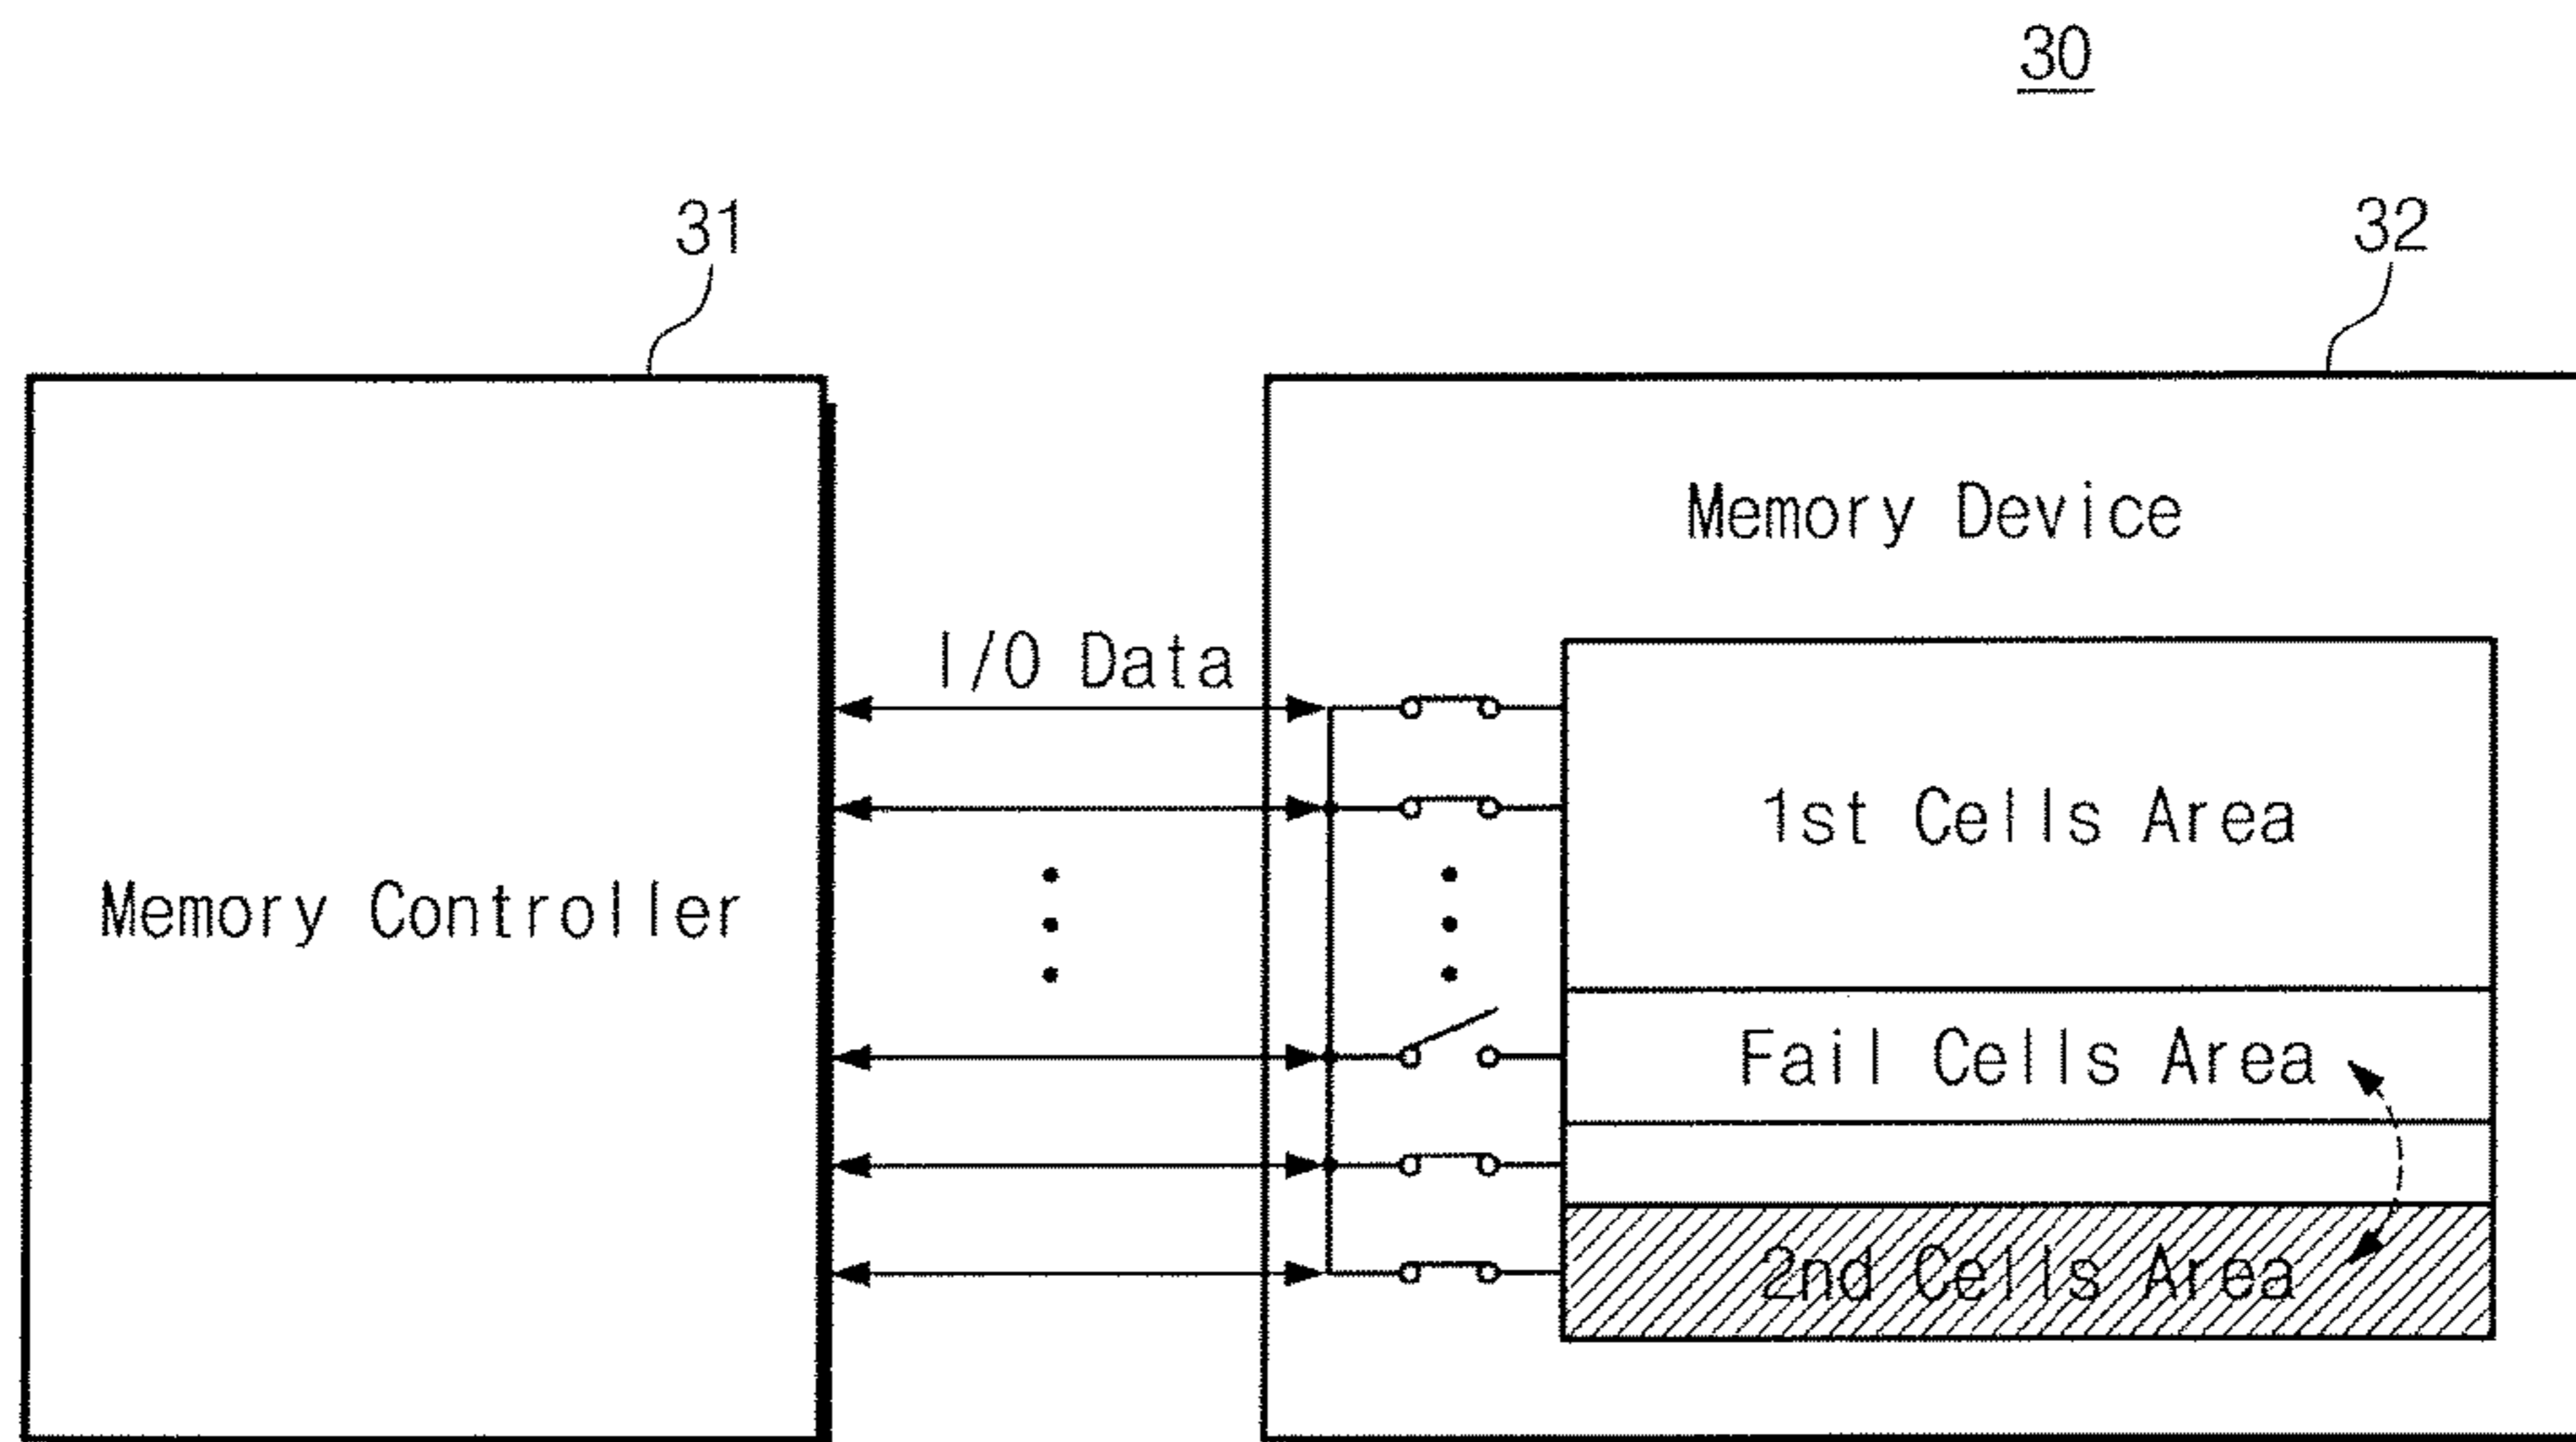 30
31
32
Memory Device
I/O Data
1st Cells Area
Memory Controller
Fail Cells Area
2nd Cells Area